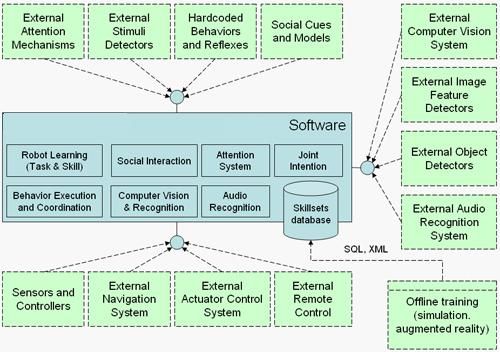 External
Attention
Mechanisms
External
Stimuli
Detectors
Hardcoded
Behaviors
and Reflexes
Social Cues
and Models
External
Computer Vision
System
External Image
Feature
Detectors
External Object
Detectors
External Audio
Recognition
System
Software
Robot Learning
(Task & Skill)
Social Interaction
Attention
System
Joint
Intention
Behavior Execution
and Coordination
Computer Vision
& Recognition
Audio
Recognition
Skillsets
database
SQL, XML
Sensors and
Controllers
External
Navigation
System
External
Actuator Control
System
External
Remote
Control
Offline training
(simulation.
augmented reality)